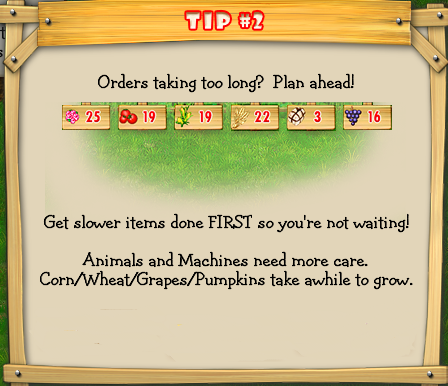 TIP #2
Orders taking too long? Plan ahead!
25 19 19 22 3 16
Get slower items done FIRST so you're not waiting!
Animals and Machines need more care.
Corn/Wheat/Grapes/Pumpkins take awhile to grow.